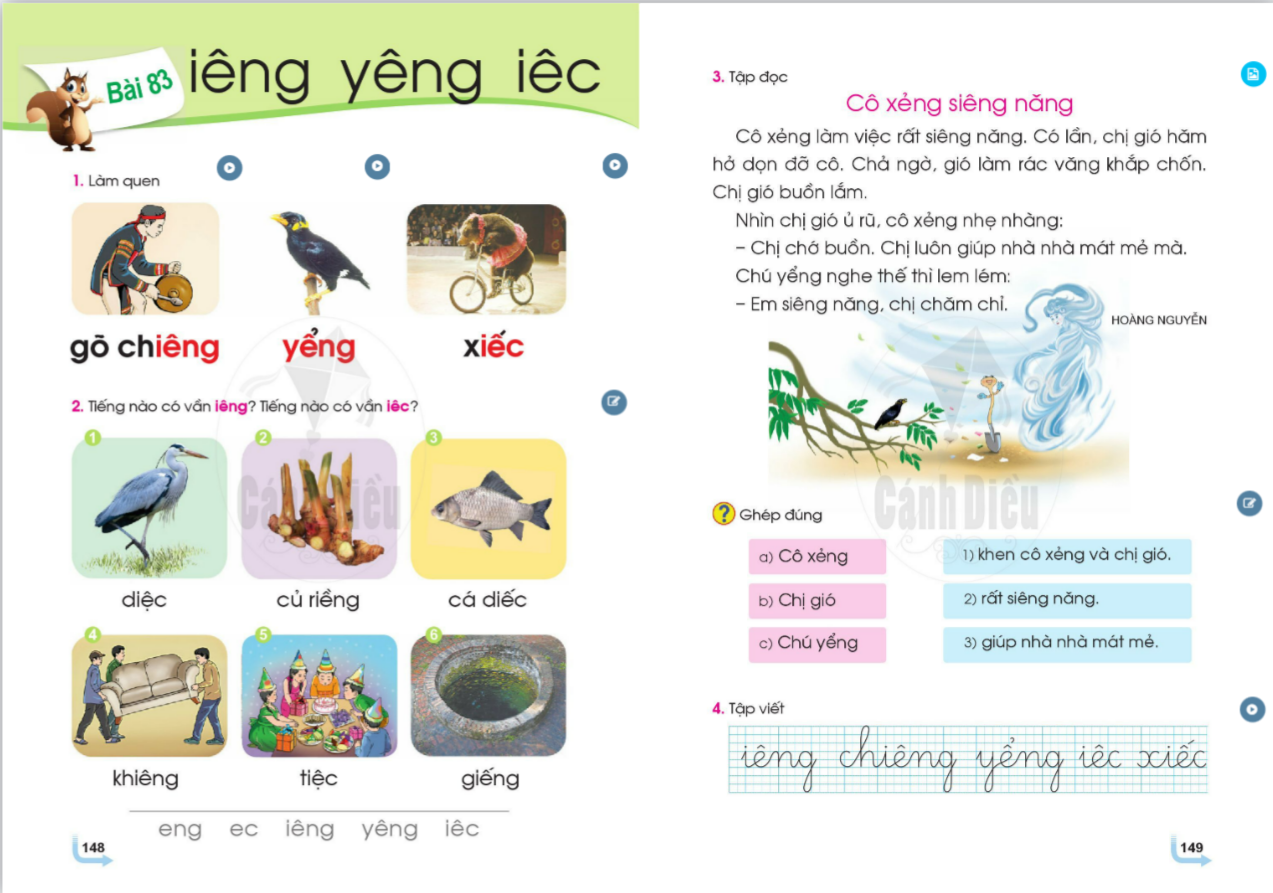 Bài 83
iêng yêng iêc
1. Làm quen
gõ chiêng
yểng
xiếc
2. Tiếng nào có vần iêng? Tiếng nào có vần iêc?
1
2
3
diệc
củ riềng
cá diếc
4
5
6
khiêng
tiệc
giếng
eng ec iêng yêng iêc
148
3. Tập đọc
Cô xẻng siêng năng
Cô xẻng làm việc rất siêng năng. Có lần, chị gió hăm
hở dọn đỡ cô. Chả ngờ, gió làm rác văng khắp chốn.
Chị gió buồn lắm.
Nhìn chị gió ủ rũ, cô xẻng nhẹ nhàng:
– Chị chớ buồn. Chị luôn giúp nhà nhà mát mẻ mà.
Chú yểng nghe thế thì lem lém:
– Em siêng năng, chị chăm chỉ.
HOÀNG NGUYỄN
? Ghép đúng
a) Cô xẻng
1) khen cô xẻng và chị gió.
b) Chị gió
2) rất siêng năng.
c) Chú yểng
3) giúp nhà nhà mát mẻ.
4. Tập viết
iêng chiêng yểng iêc xiếc
149
Cánh Diều
Cánh Diều